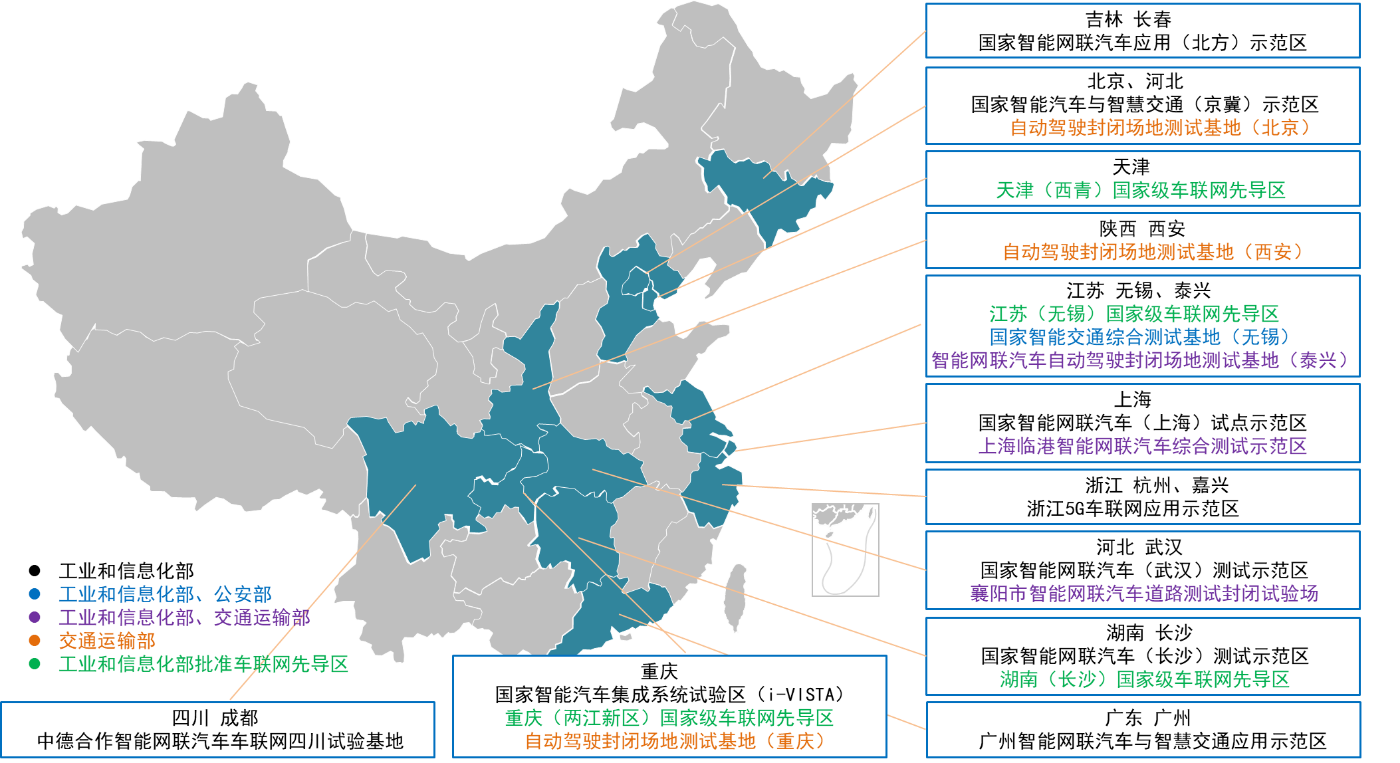 吉林 长春
国家智能网联汽车应用（北方）示范区
北京、河北
国家智能汽车与智慧交通（京冀）示范区
自动驾驶封闭场地测试基地（北京）
天津
天津（西青）国家级车联网先导区
陕西 西安
自动驾驶封闭场地测试基地（西安）
江苏 无锡、泰兴
江苏（无锡）国家级车联网先导区
国家智能交通综合测试基地（无锡）
智能网联汽车自动驾驶封闭场地测试基地（泰兴）
上海
国家智能网联汽车（上海）试点示范区
上海临港智能网联汽车综合测试示范区
浙江 杭州、嘉兴
浙江5G车联网应用示范区
河北 武汉
国家智能网联汽车（武汉）测试示范区
襄阳市智能网联汽车道路测试封闭试验场
湖南 长沙
国家智能网联汽车（长沙）测试示范区
湖南（长沙）国家级车联网先导区
广东 广州
广州智能网联汽车与智慧交通应用示范区
工业和信息化部
工业和信息化部、公安部
工业和信息化部、交通运输部
交通运输部
工业和信息化部批准车联网先导区
四川 成都
中德合作智能网联汽车车联网四川试验基地
重庆
国家智能汽车集成系统试验区（i-VISTA）
重庆（两江新区）国家级车联网先导区
自动驾驶封闭场地测试基地（重庆）